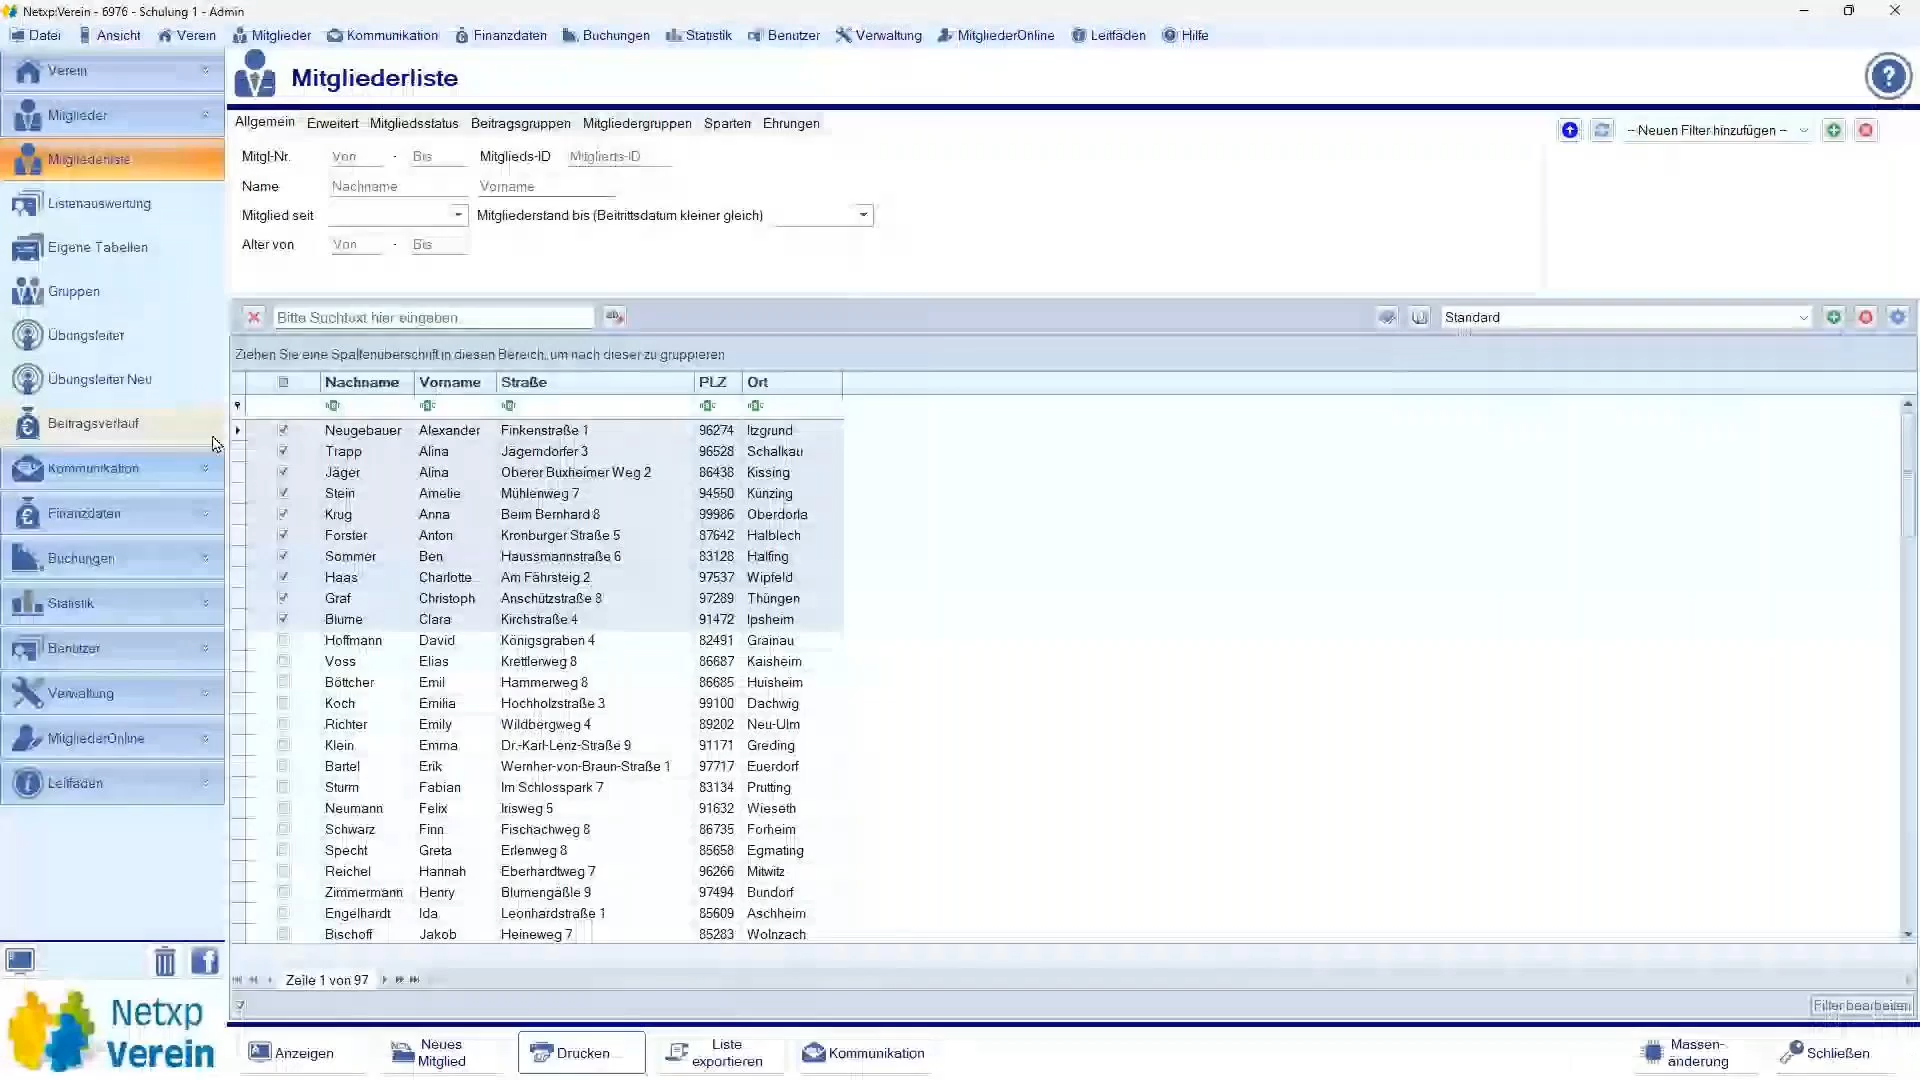 Netxp:Verein - 6976 - Schulung 1 - Admin
Datei Ansicht Verein Mitglieder Kommunikation Finanzdaten Buchungen Statistik Benutzer Verwaltung MitgliederOnline Leitfäden Hilfe
Verein
Mitglieder
Mitgliederliste
Listenauswertung
Eigene Tabellen
Gruppen
Übungsleiter
Übungsleiter Neu
Beitragsverlauf
Kommunikation
Finanzdaten
Buchungen
Statistik
Benutzer
Verwaltung
MitgliederOnline
Leitfäden
Netxp
Verein
Mitgliederliste
Allgemein Erweitert Mitgliedsstatus Beitragsgruppen Mitgliedergruppen Sparten Ehrungen
-- Neuen Filter hinzufügen --
Mitgl-Nr. Von - Bis Mitglieds-ID Mitglieds-ID
Name Nachname Vorname
Mitglied seit Mitgliederstand bis (Beitrittsdatum kleiner gleich)
Alter von Von - Bis
Bitte Suchtext hier eingeben
Standard
Ziehen Sie eine Spaltenüberschrift in diesen Bereich, um nach dieser zu gruppieren
Nachname Vorname Straße PLZ Ort
Neugebauer Alexander Finkenstraße 1 96274 Itzgrund
Trapp Alina Jägerndorfer 3 96528 Schalkau
Jäger Alina Oberer Buxheimer Weg 2 86438 Kissing
Stein Amelie Mühlenweg 7 94550 Künzing
Krug Anna Beim Bernhard 8 99986 Oberdorla
Forster Anton Kronburger Straße 5 87642 Halblech
Sommer Ben Haussmannstraße 6 83128 Halfing
Haas Charlotte Am Fährsteig 2 97537 Wipfeld
Graf Christoph Anschützstraße 8 97289 Thüngen
Blume Clara Kirchstraße 4 91472 Ipsheim
Hoffmann David Königsgraben 4 82491 Grainau
Voss Elias Krettlerweg 8 86687 Kaisheim
Böttcher Emil Hammerweg 8 86685 Huisheim
Koch Emilia Hochholzstraße 3 99100 Dachwig
Richter Emily Wildbergweg 4 89202 Neu-Ulm
Klein Emma Dr.-Karl-Lenz-Straße 9 91171 Greding
Bartel Erik Wernher-von-Braun-Straße 1 97717 Euerdorf
Sturm Fabian Im Schlosspark 7 83134 Prutting
Neumann Felix Irisweg 5 91632 Wieseth
Schwarz Finn Fischachweg 8 86735 Forheim
Specht Greta Erlenweg 8 85658 Egmating
Reichel Hannah Eberhardtweg 7 96266 Mitwitz
Zimmermann Henry Blumengäßle 9 97494 Bundorf
Engelhardt Ida Leonhardstraße 1 85609 Aschheim
Bischoff Jakob Heineweg 7 85283 Wolnzach
Zeile 1 von 97
Filter bearbeiten
Anzeigen
Neues
Mitglied
Drucken...
Liste
exportieren
Kommunikation
Massen-
änderung
Schließen